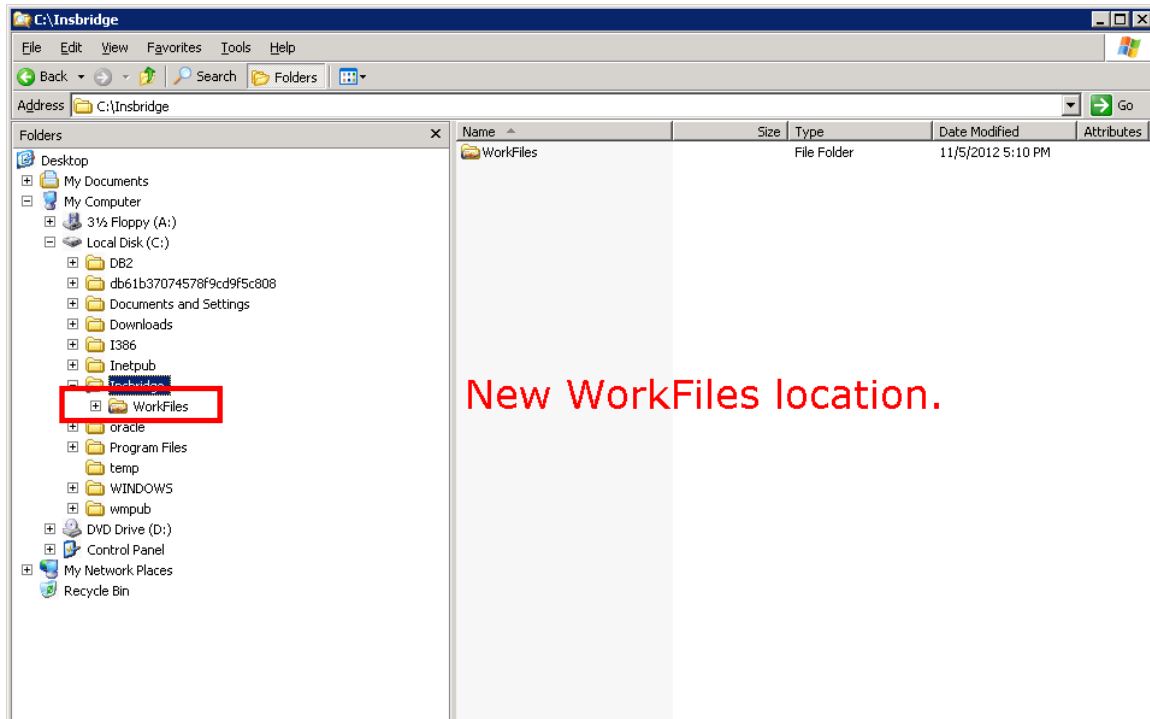 C:\Insbridge
File Edit View Favorites Tools Help
Back Search Folders
Address C:\Insbridge Go
Folders
Desktop
My Documents
My Computer
3½ Floppy (A:)
Local Disk (C:)
DB2
db61b37074578f9cd9f5c808
Documents and Settings
Downloads
I386
Inetpub
Insbridge
WorkFiles
oracle
Program Files
temp
WINDOWS
wmpub
DVD Drive (D:)
Control Panel
My Network Places
Recycle Bin
Name Size Type Date Modified Attributes
WorkFiles File Folder 11/5/2012 5:10 PM
New WorkFiles location.